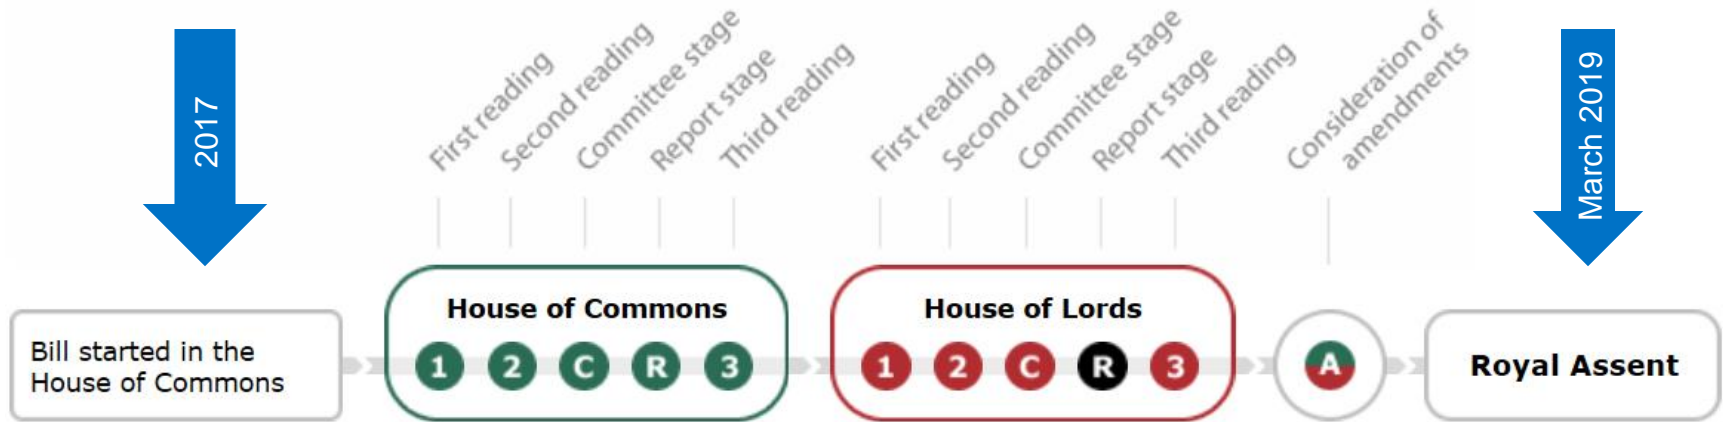 2017
First reading
Second reading
Committee stage
Report stage
Third reading
First reading
Second reading
Committee stage
Report stage
Third reading
Consideration of
amendments
March 2019
Bill started in the
House of Commons
House of Commons
1 2 C R 3
House of Lords
1 2 C R 3
A
Royal Assent